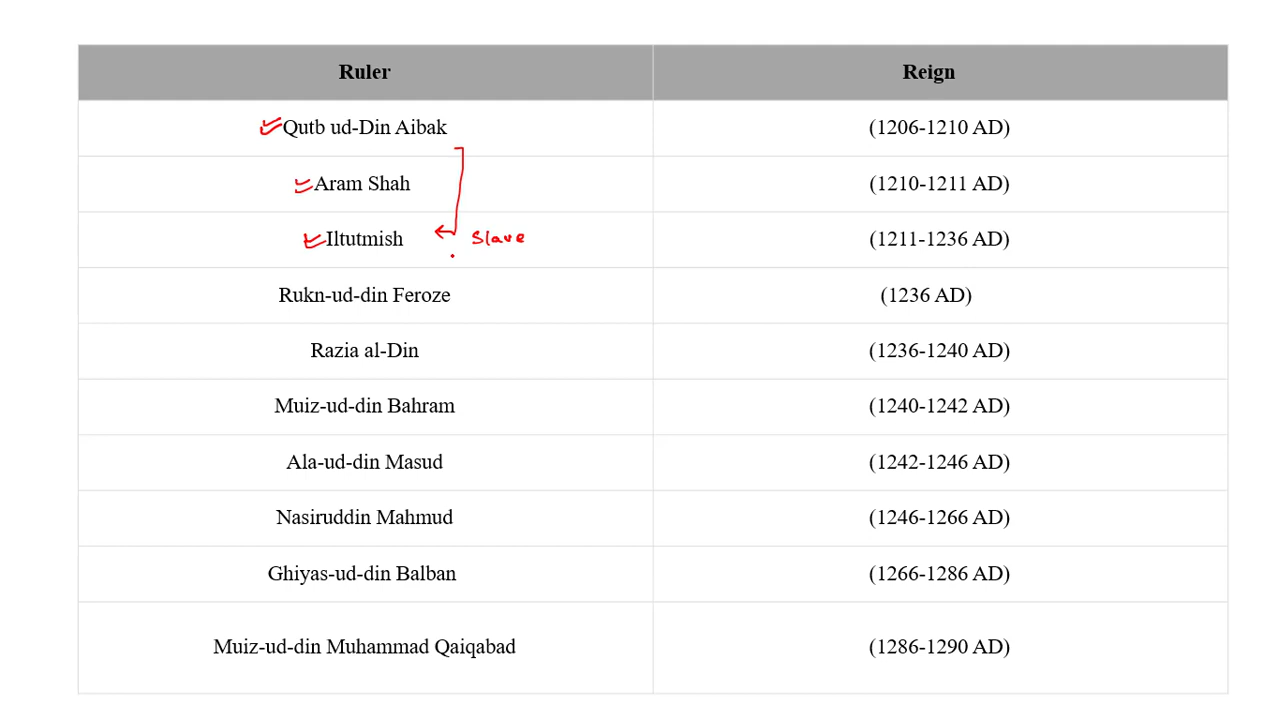 Ruler Reign
Qutb ud-Din Aibak (1206-1210 AD)
Aram Shah (1210-1211 AD)
Iltutmish Slave (1211-1236 AD)
Rukn-ud-din Feroze (1236 AD)
Razia al-Din (1236-1240 AD)
Muiz-ud-din Bahram (1240-1242 AD)
Ala-ud-din Masud (1242-1246 AD)
Nasiruddin Mahmud (1246-1266 AD)
Ghiyas-ud-din Balban (1266-1286 AD)
Muiz-ud-din Muhammad Qaiqabad (1286-1290 AD)